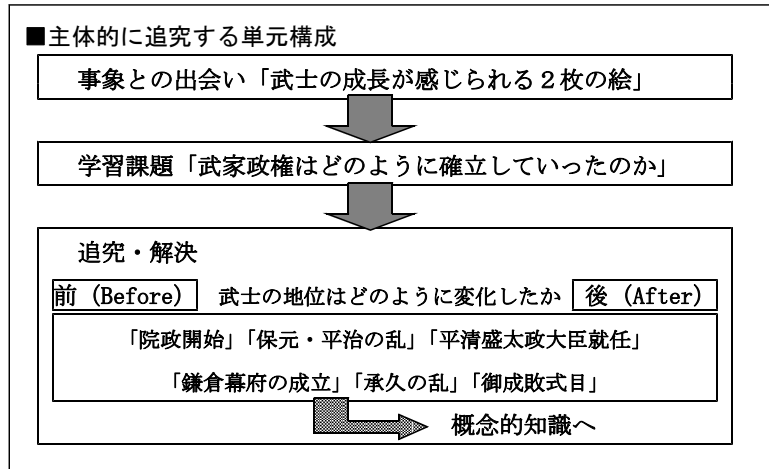 ■主体的に追究する単元構成
事象との出会い「武士の成長が感じられる２枚の絵」
学習課題「武家政権はどのように確立していったのか」
追究・解決
前（Before） 武士の地位はどのように変化したか 後（After）
「院政開始」「保元・平治の乱」「平清盛太政大臣就任」
「鎌倉幕府の成立」「承久の乱」「御成敗式目」
概念的知識へ